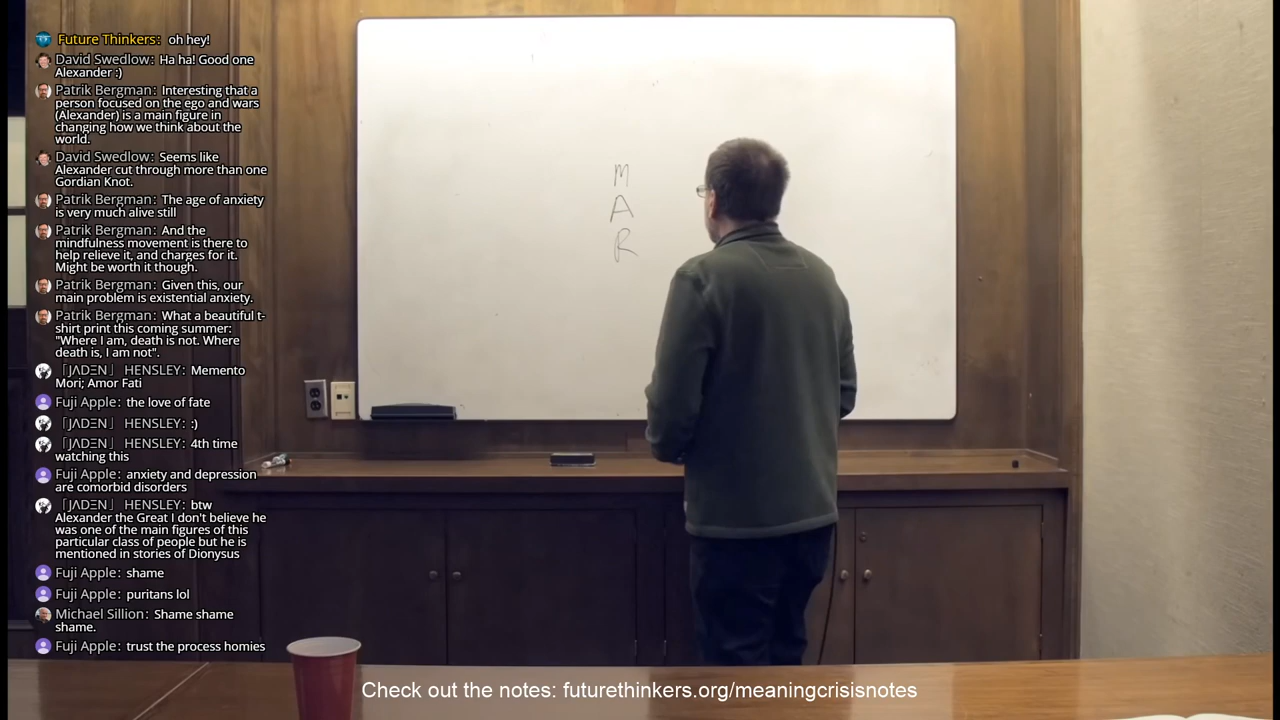 Future Thinkers: oh hey!
David Swedlow: Ha ha! Good one
Alexander :)
Patrik Bergman: Interesting that a
person focused on the ego and wars
(Alexander) is a main figure in
changing how we think about the
world.
David Swedlow: Seems like
Alexander cut through more than one
Gordian Knot.
Patrik Bergman: The age of anxiety
is very much alive still
Patrik Bergman: And the
mindfulness movement is there to
help relieve it, and charges for it.
Might be worth it though.
Patrik Bergman: Given this, our
main problem is existential anxiety.
Patrik Bergman: What a beautiful t-
shirt print this coming summer:
"Where I am, death is not. Where
death is, I am not".
「JΛDΞN」 HENSLEY: Memento
Mori; Amor Fati
Fuji Apple: the love of fate
「JΛDΞN」 HENSLEY: :)
「JΛDΞN」 HENSLEY: 4th time
watching this
Fuji Apple: anxiety and depression
are comorbid disorders
「JΛDΞN」 HENSLEY: btw
Alexander the Great I don't believe he
was one of the main figures of this
particular class of people but he is
mentioned in stories of Dionysus
Fuji Apple: shame
Fuji Apple: puritans lol
Michael Sillion: Shame shame
shame.
Fuji Apple: trust the process homies
M
A
R
Check out the notes: futurethinkers.org/meaningcrisisnotes